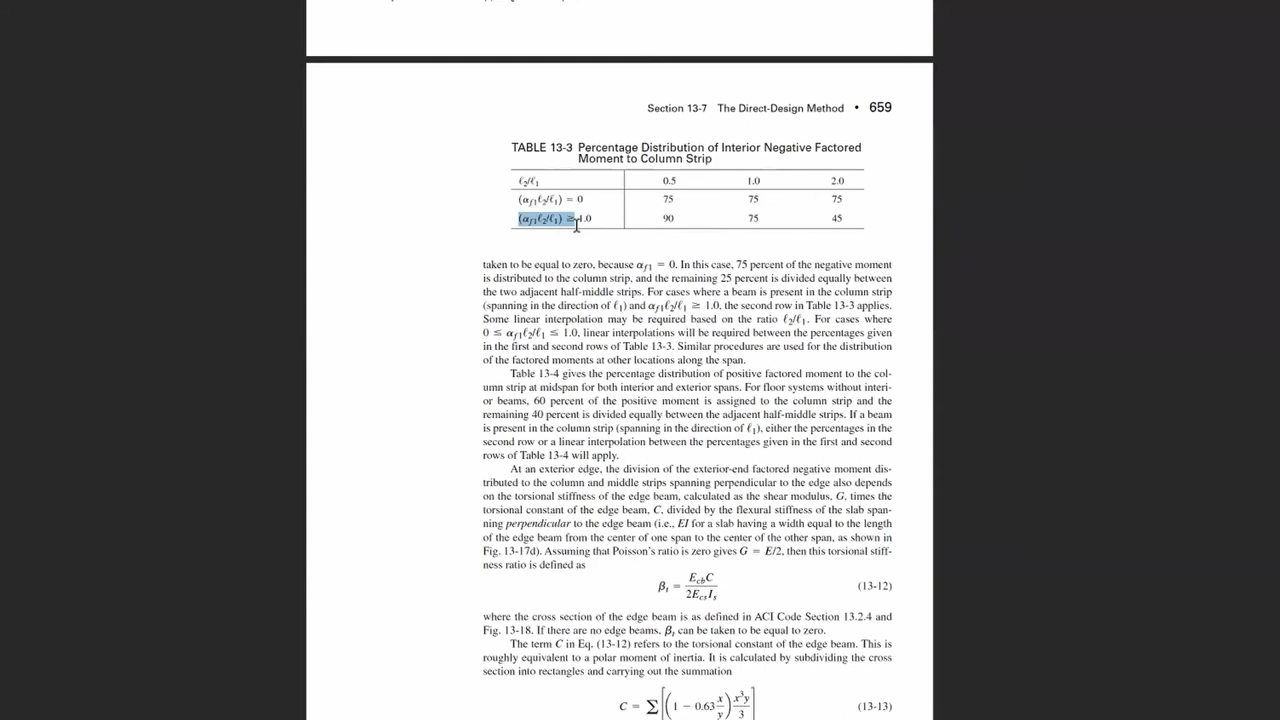 Section 13-7 The Direct-Design Method • 659
TABLE 13-3 Percentage Distribution of Interior Negative Factored
Moment to Column Strip
ℓ2/ℓ1 0.5 1.0 2.0
(αf1ℓ2/ℓ1) = 0 75 75 75
(αf1ℓ2/ℓ1) ≥ 1.0 90 75 45
taken to be equal to zero, because αf1 = 0. In this case, 75 percent of the negative moment
is distributed to the column strip, and the remaining 25 percent is divided equally between
the two adjacent half-middle strips. For cases where a beam is present in the column strip
(spanning in the direction of ℓ1) and αf1ℓ2/ℓ1 ≥ 1.0, the second row in Table 13-3 applies.
Some linear interpolation may be required based on the ratio ℓ2/ℓ1. For cases where
0 ≤ αf1ℓ2/ℓ1 ≤ 1.0, linear interpolations will be required between the percentages given
in the first and second rows of Table 13-3. Similar procedures are used for the distribution
of the factored moments at other locations along the span.
Table 13-4 gives the percentage distribution of positive factored moment to the col-
umn strip at midspan for both interior and exterior spans. For floor systems without interi-
or beams, 60 percent of the positive moment is assigned to the column strip and the
remaining 40 percent is divided equally between the adjacent half-middle strips. If a beam
is present in the column strip (spanning in the direction of ℓ1), either the percentages in the
second row or a linear interpolation between the percentages given in the first and second
rows of Table 13-4 will apply.
At an exterior edge, the division of the exterior-end factored negative moment dis-
tributed to the column and middle strips spanning perpendicular to the edge also depends
on the torsional stiffness of the edge beam, calculated as the shear modulus, G, times the
torsional constant of the edge beam, C, divided by the flexural stiffness of the slab span-
ning perpendicular to the edge beam (i.e., EI for a slab having a width equal to the length
of the edge beam from the center of one span to the center of the other span, as shown in
Fig. 13-17d). Assuming that Poisson's ratio is zero gives G = E/2, then this torsional stiff-
ness ratio is defined as
βt = EcbC / 2EcsIs (13-12)
where the cross section of the edge beam is as defined in ACI Code Section 13.2.4 and
Fig. 13-18. If there are no edge beams, βt can be taken to be equal to zero.
The term C in Eq. (13-12) refers to the torsional constant of the edge beam. This is
roughly equivalent to a polar moment of inertia. It is calculated by subdividing the cross
section into rectangles and carrying out the summation
C = Σ[(1 − 0.63 x/y) x³y/3] (13-13)